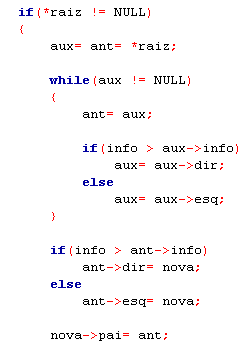 if(*raiz != NULL)
{
    aux= ant= *raiz;

    while(aux != NULL)
    {
        ant= aux;

        if(info > aux->info)
            aux= aux->dir;
        else
            aux= aux->esq;
    }

    if(info > ant->info)
        ant->dir= nova;
    else
        ant->esq= nova;

    nova->pai= ant;